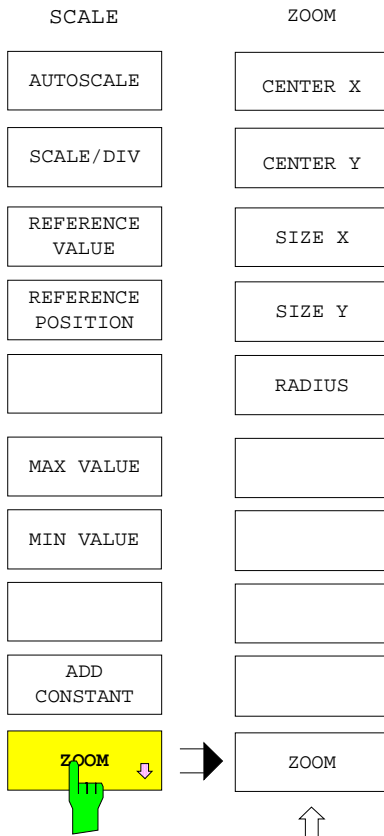 SCALE
AUTOSCALE
SCALE/DIV
REFERENCE
VALUE
REFERENCE
POSITION
MAX VALUE
MIN VALUE
ADD
CONSTANT
ZOOM
ZOOM
CENTER X
CENTER Y
SIZE X
SIZE Y
RADIUS
ZOOM